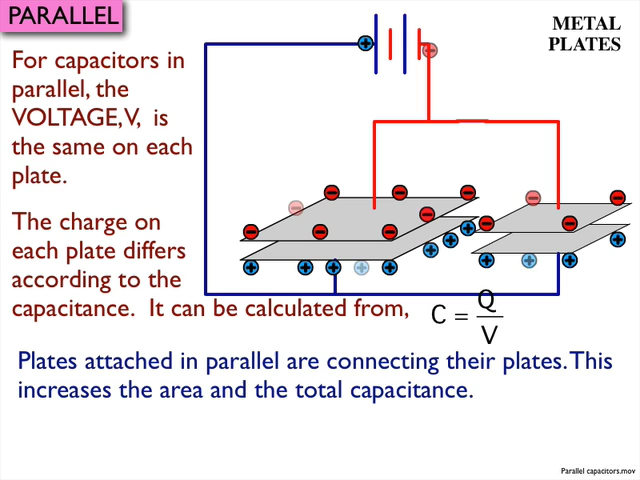 PARALLEL
METAL
PLATES
For capacitors in
parallel, the
VOLTAGE, V, is
the same on each
plate.
The charge on
each plate differs
according to the
capacitance. It can be calculated from,
C = Q
V
Plates attached in parallel are connecting their plates. This
increases the area and the total capacitance.
Parallel capacitors.mov